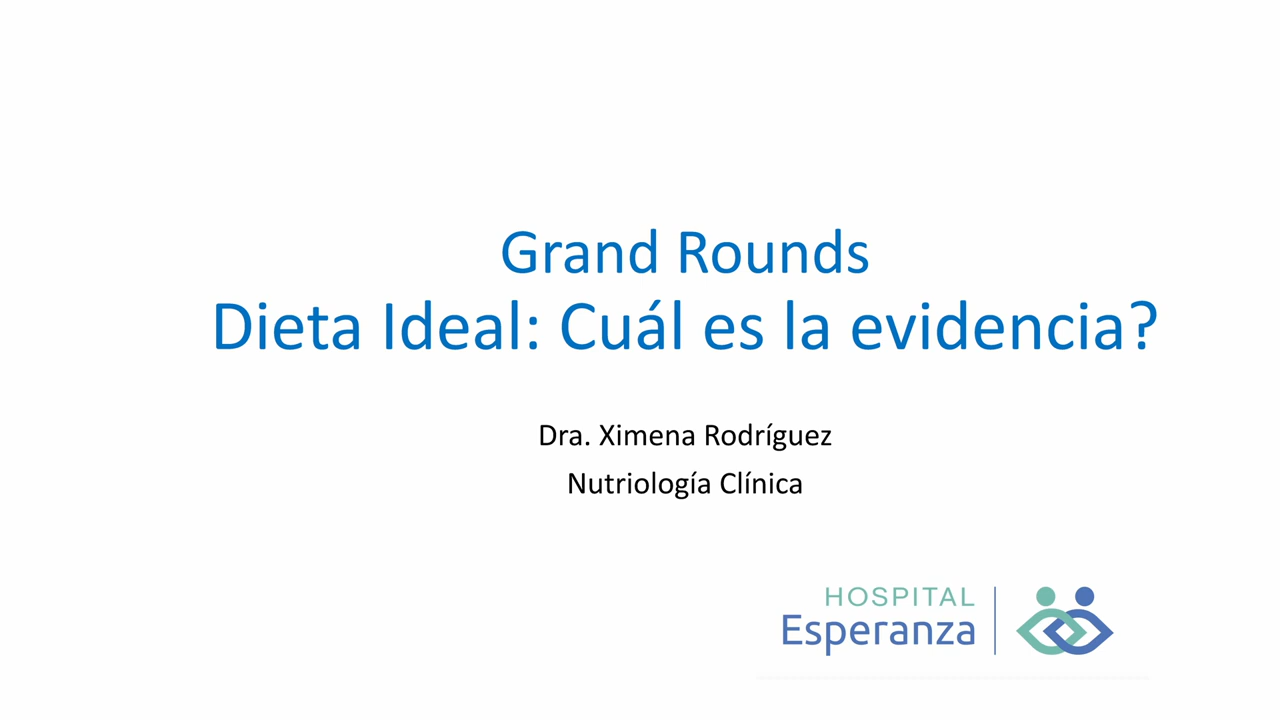 Grand Rounds
Dieta Ideal: Cuál es la evidencia?
Dra. Ximena Rodríguez
Nutriología Clínica
HOSPITAL
Esperanza